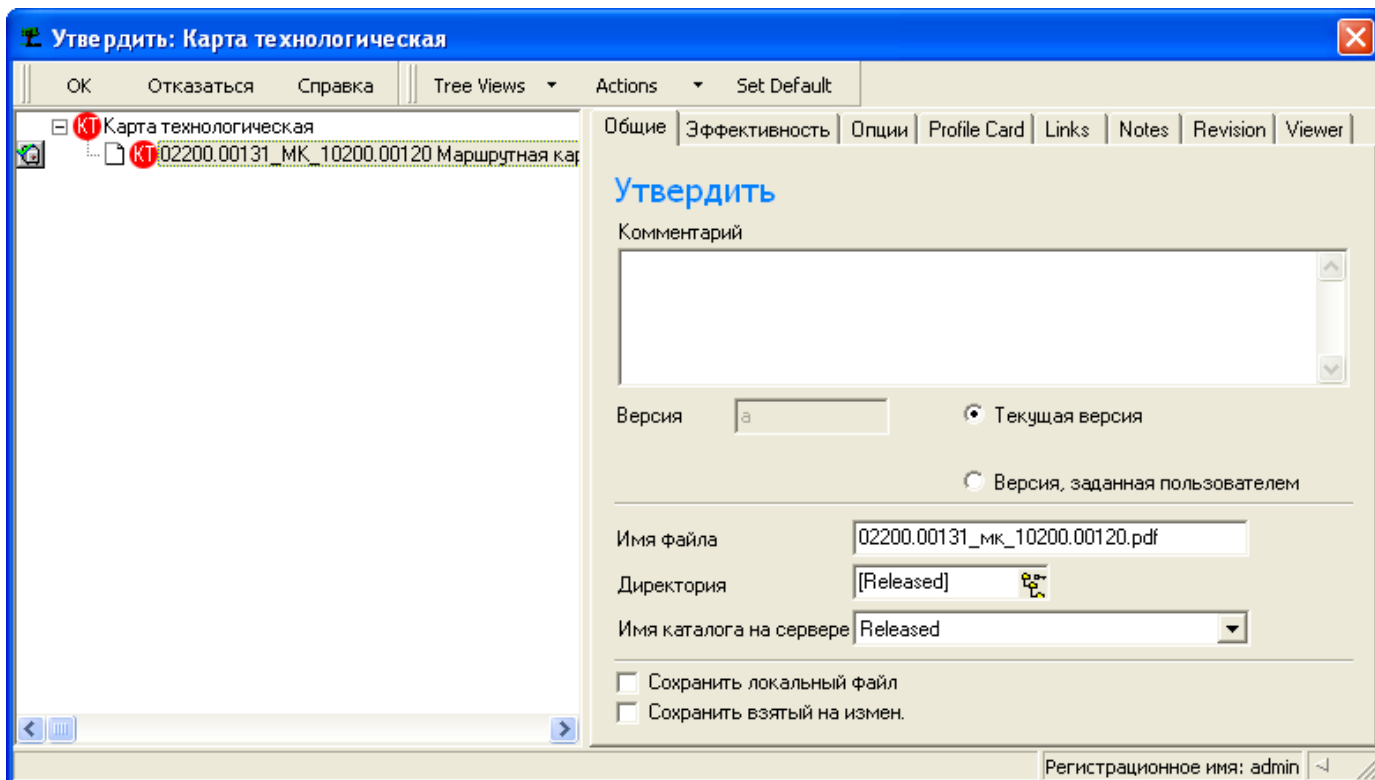 Утвердить: Карта технологическая
ОК Отказаться Справка Tree Views Actions Set Default
Карта технологическая
02200.00131_МК_10200.00120 Маршрутная кар
Общие Эффективность Опции Profile Card Links Notes Revision Viewer
Утвердить
Комментарий
Версия a Текущая версия
Версия, заданная пользователем
Имя файла 02200.00131_мк_10200.00120.pdf
Директория [Released]
Имя каталога на сервере Released
Сохранить локальный файл
Сохранить взятый на измен.
Регистрационное имя: admin